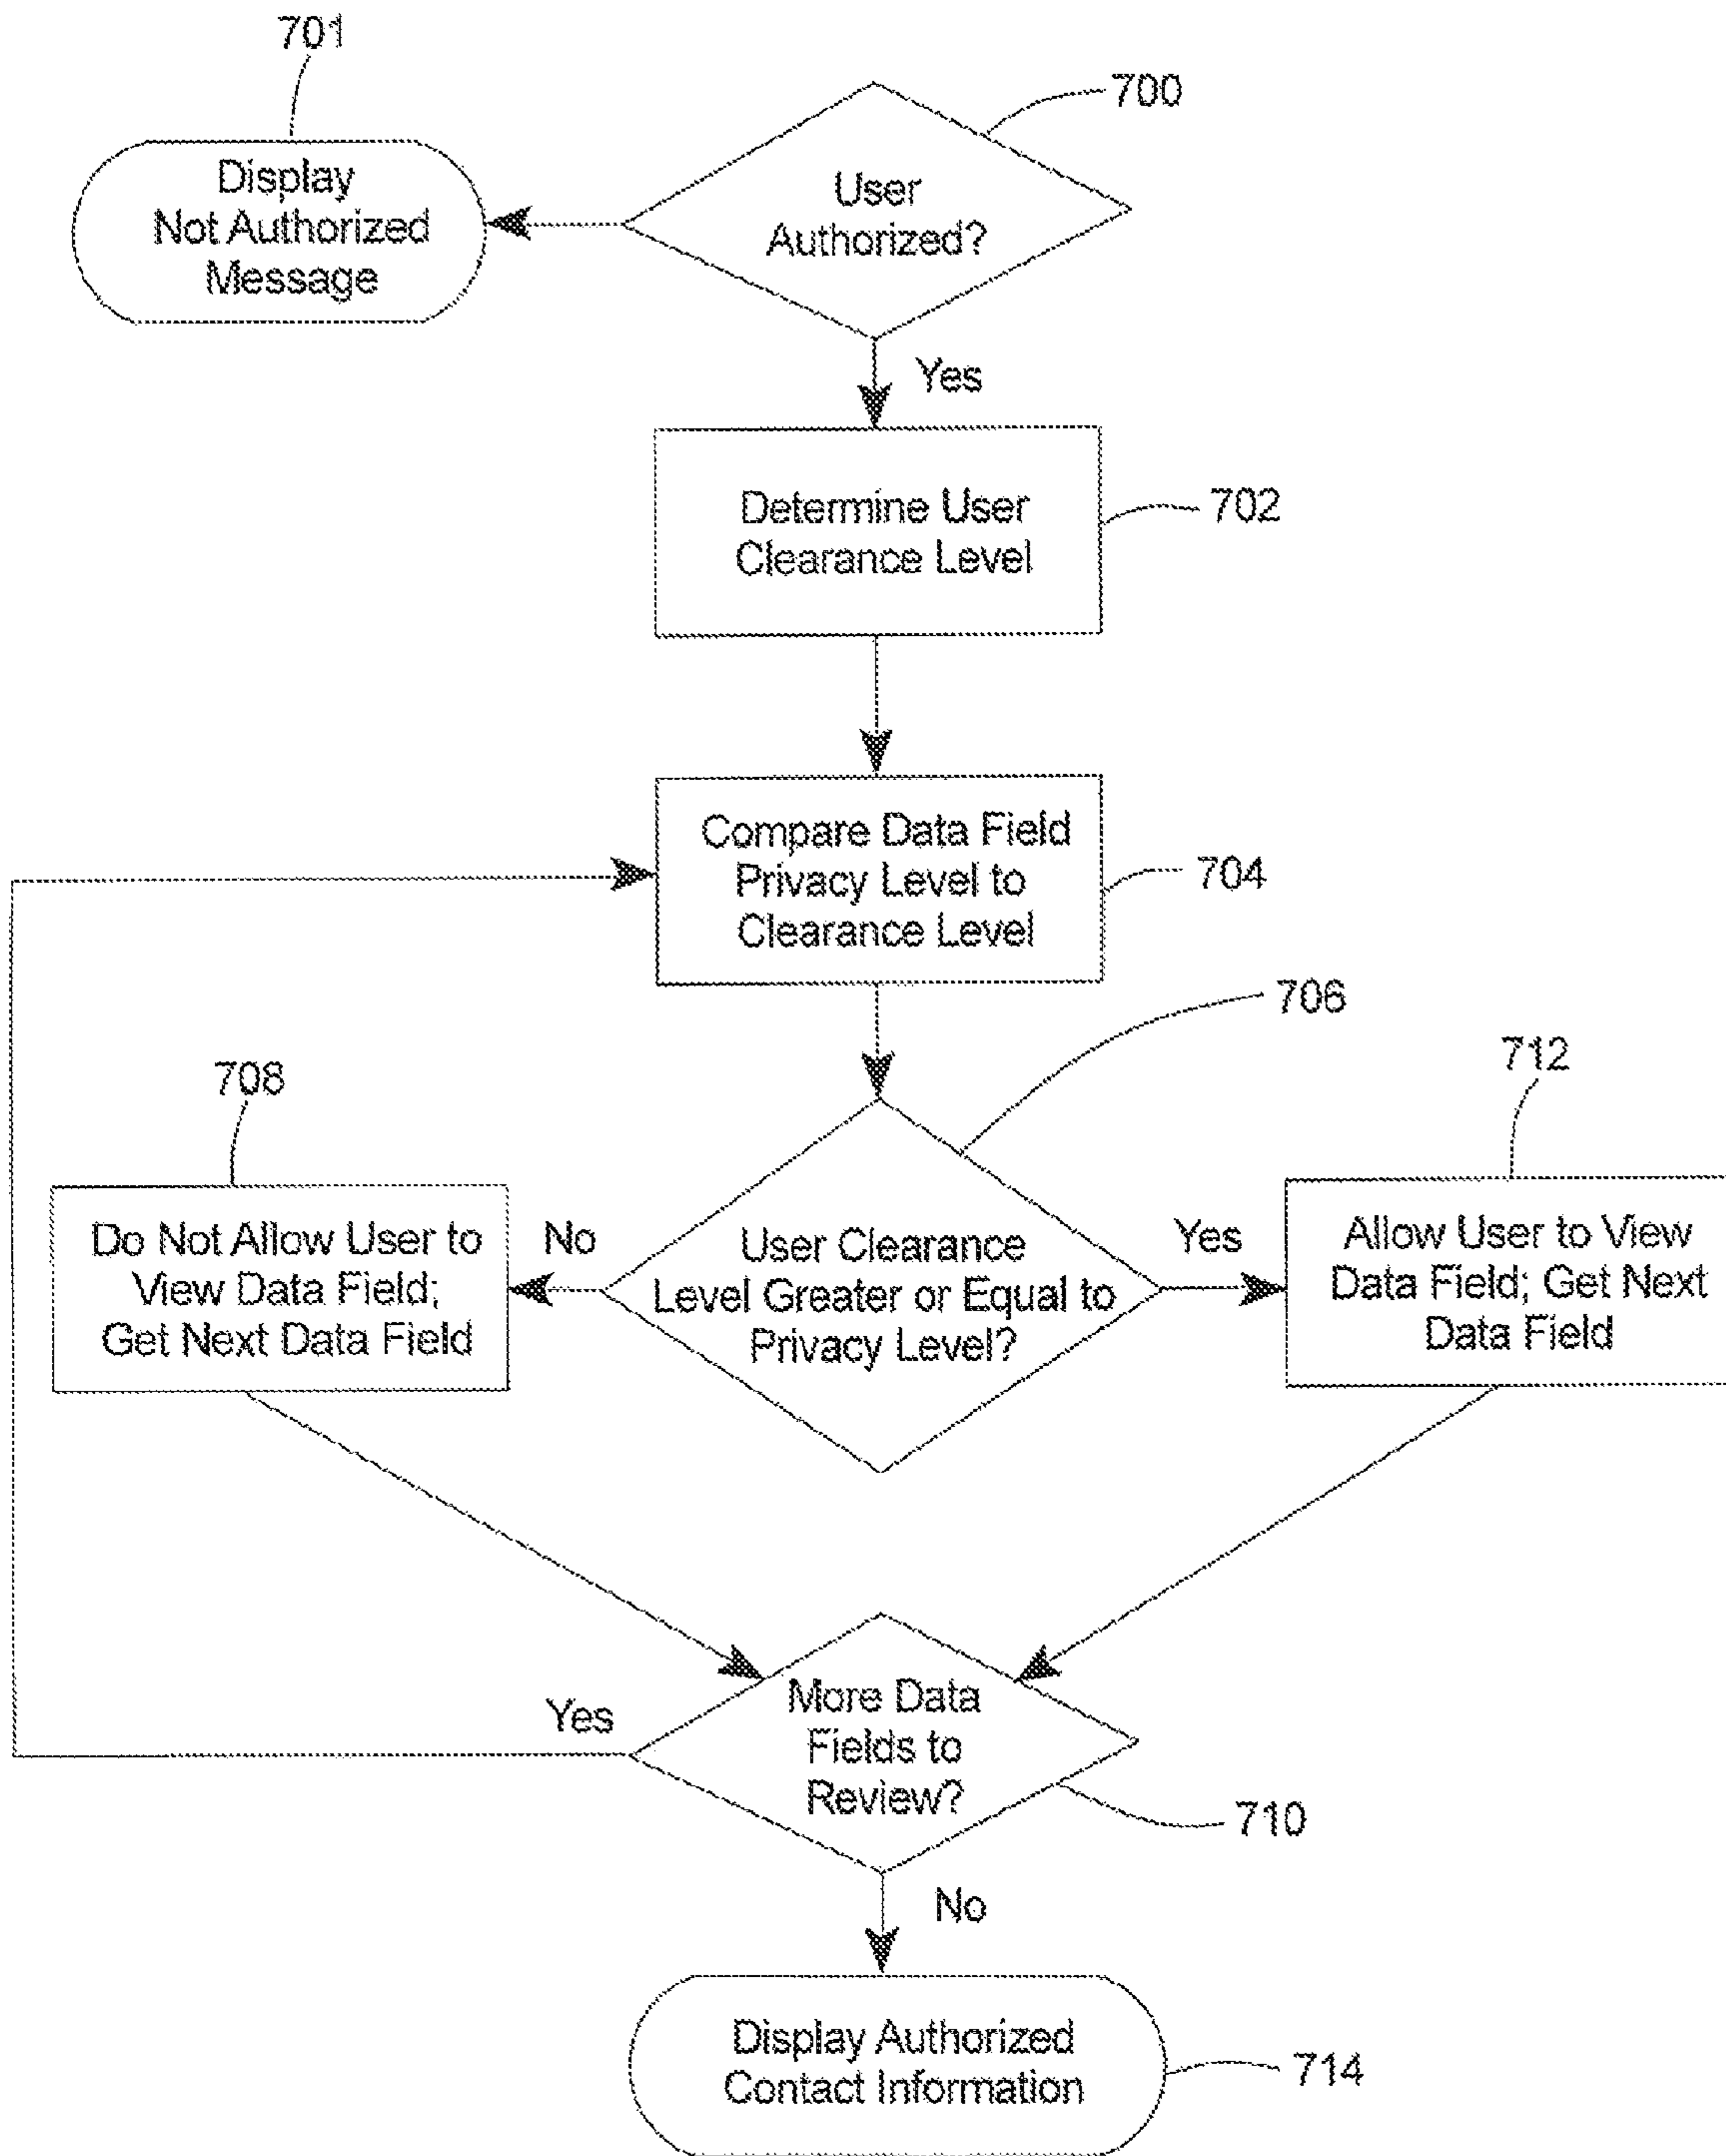 701
700
Display
Not Authorized
Message
User
Authorized?
Yes
Determine User
Clearance Level
702
Compare Data Field
Privacy Level to
Clearance Level
704
706
708
712
Do Not Allow User to
View Data Field;
Get Next Data Field
No
User Clearance
Level Greater or Equal to
Privacy Level?
Yes
Allow User to View
Data Field; Get Next
Data Field
Yes
More Data
Fields to
Review?
710
No
Display Authorized
Contact Information
714